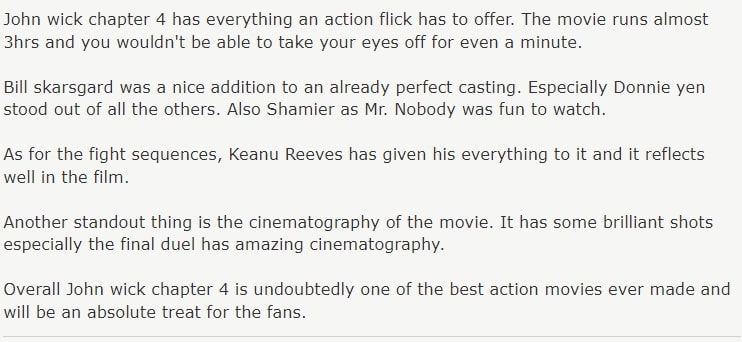 John wick chapter 4 has everything an action flick has to offer. The movie runs almost
3hrs and you wouldn't be able to take your eyes off for even a minute.
Bill skarsgard was a nice addition to an already perfect casting. Especially Donnie yen
stood out of all the others. Also Shamier as Mr. Nobody was fun to watch.
As for the fight sequences, Keanu Reeves has given his everything to it and it reflects
well in the film.
Another standout thing is the cinematography of the movie. It has some brilliant shots
especially the final duel has amazing cinematography.
Overall John wick chapter 4 is undoubtedly one of the best action movies ever made and
will be an absolute treat for the fans.